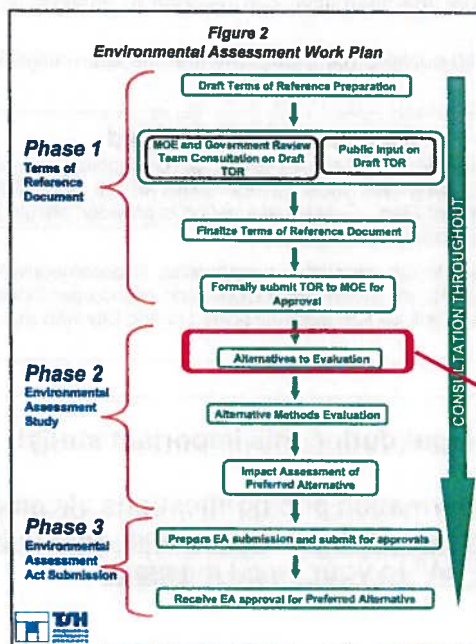 Figure 2
Environmental Assessment Work Plan
Draft Terms of Reference Preparation
Phase 1
Terms of
Reference
Document
MOE and Government Review
Team Consultation on Draft
TOR
Public Input on
Draft TOR
Finalize Terms of Reference Document
Formally submit TOR to MOE for
Approval
Phase 2
Environmental
Assessment
Study
Alternatives to Evaluation
Alternative Methods Evaluation
Impact Assessment of
Preferred Alternative
Phase 3
Environmental
Assessment
Act Submission
Prepare EA submission and submit for approvals
Receive EA approval for Preferred Alternative
CONSULTATION THROUGHOUT
TSH